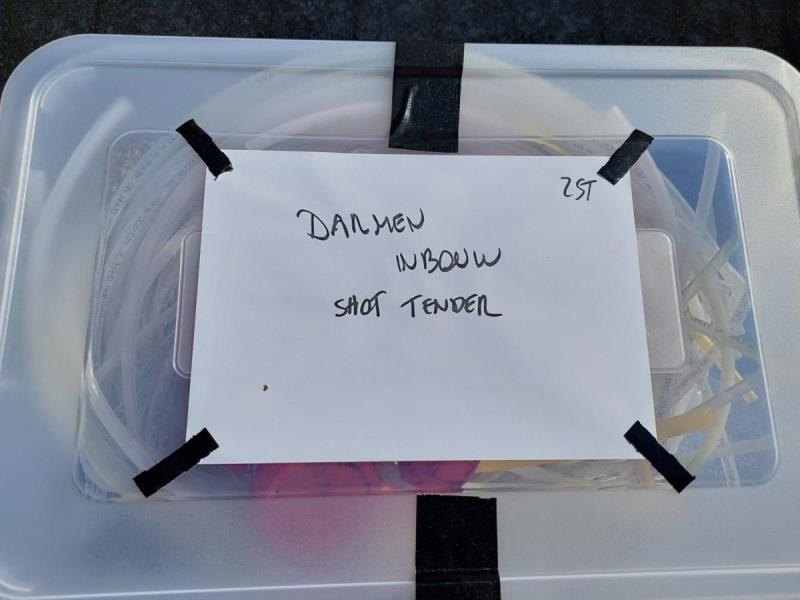 2ST
DARMEN
INBOUW
SHOT TENDER